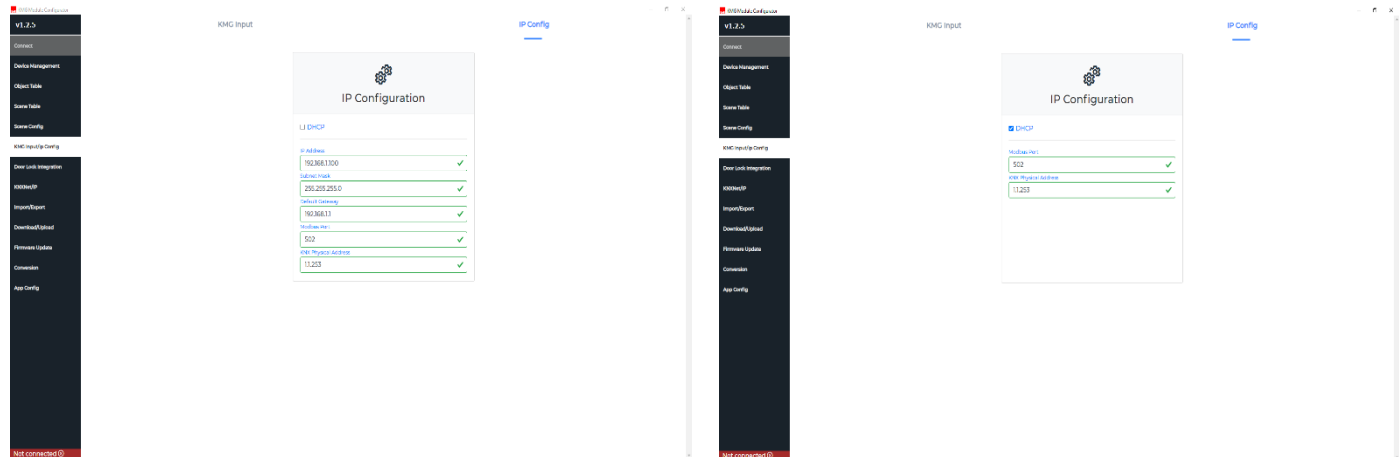 KMG Module Configurator
v1.2.5
Connect
Device Management
Object Table
Scene Table
Scene Config
KMG Input/Ip Config
Door Lock Integration
KNXNet/IP
Import/Export
Download/Upload
Firmware Update
Conversion
App Config
Not connected
KMG Input
IP Config
IP Configuration
DHCP
IP Address
192.168.1.100
Subnet Mask
255.255.255.0
Default Gateway
192.168.1.1
Modbus Port
502
KNX Physical Address
1.1.253
KMG Module Configurator
v1.2.5
Connect
Device Management
Object Table
Scene Table
Scene Config
KMG Input/Ip Config
Door Lock Integration
KNXNet/IP
Import/Export
Download/Upload
Firmware Update
Conversion
App Config
Not connected
KMG Input
IP Config
IP Configuration
DHCP
Modbus Port
502
KNX Physical Address
1.1.253